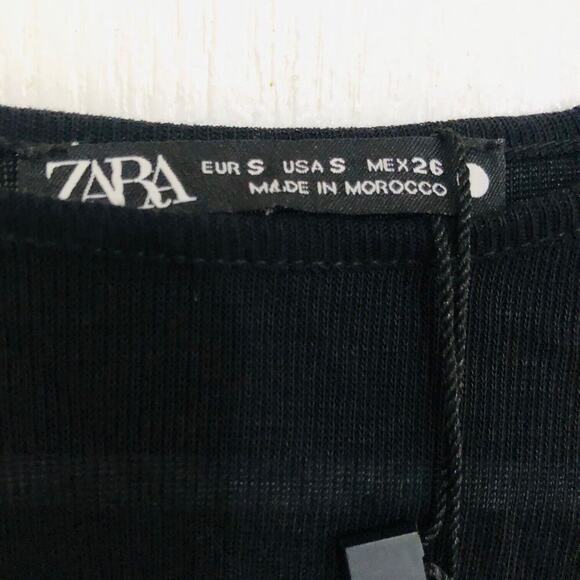 ZARA
EUR S USA S MEX 26
MADE IN MOROCCO